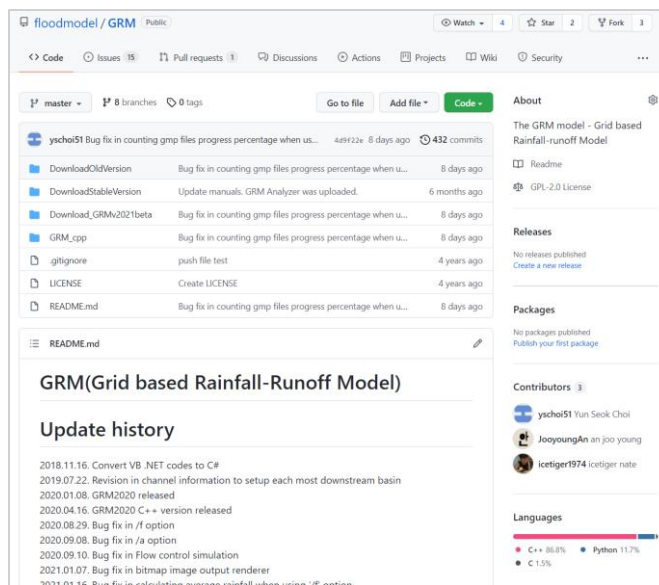 floodmodel / GRM Public
Watch 4 Star 2 Fork 3
Code Issues 15 Pull requests 1 Discussions Actions Projects Wiki Security ...
master 8 branches 0 tags Go to file Add file Code
yschoi51 Bug fix in counting gmp files progress percentage when us... 4d9f22e 8 days ago 432 commits
DownloadOldVersion Bug fix in counting gmp files progress percentage when u... 8 days ago
DownloadStableVersion Update manuals. GRM Analyzer was uploaded. 6 months ago
Download_GRMv2021beta Bug fix in counting gmp files progress percentage when u... 8 days ago
GRM_cpp Bug fix in counting gmp files progress percentage when u... 8 days ago
.gitignore push file test 4 years ago
LICENSE Create LICENSE 4 years ago
README.md Bug fix in counting gmp files progress percentage when u... 8 days ago
README.md
GRM(Grid based Rainfall-Runoff Model)
Update history
2018.11.16. Convert VB .NET codes to C#
2019.07.22. Revision in channel information to setup each most downstream basin
2020.01.08. GRM2020 released
2020.04.16. GRM2020 C++ version released
2020.08.29. Bug fix in /f option
2020.09.08. Bug fix in /a option
2020.09.10. Bug fix in Flow control simulation
2021.01.07. Bug fix in bitmap image output renderer
2021.01.16. Bug fix in calculating average rainfall when using '/f' option
About
The GRM model - Grid based
Rainfall-runoff Model
Readme
GPL-2.0 License
Releases
No releases published
Create a new release
Packages
No packages published
Publish your first package
Contributors 3
yschoi51 Yun Seok Choi
JooyoungAn an joo young
icetiger1974 icetiger nate
Languages
C++ 86.8% Python 11.7%
C 1.5%